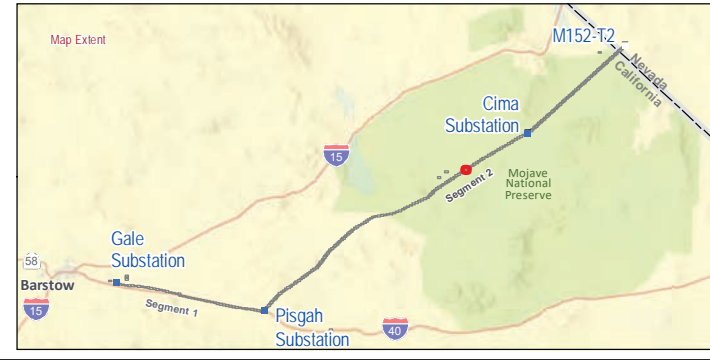 Map Extent
M152-T2
Nevada
California
Cima
Substation
15
Segment 2
Mojave
National
Preserve
Gale
Substation
58
Barstow
Segment 1
15
Pisgah
Substation
40